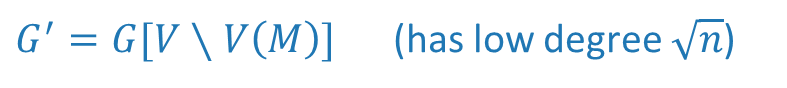 G′ = G[V \ V(M)] (has low degree √n)